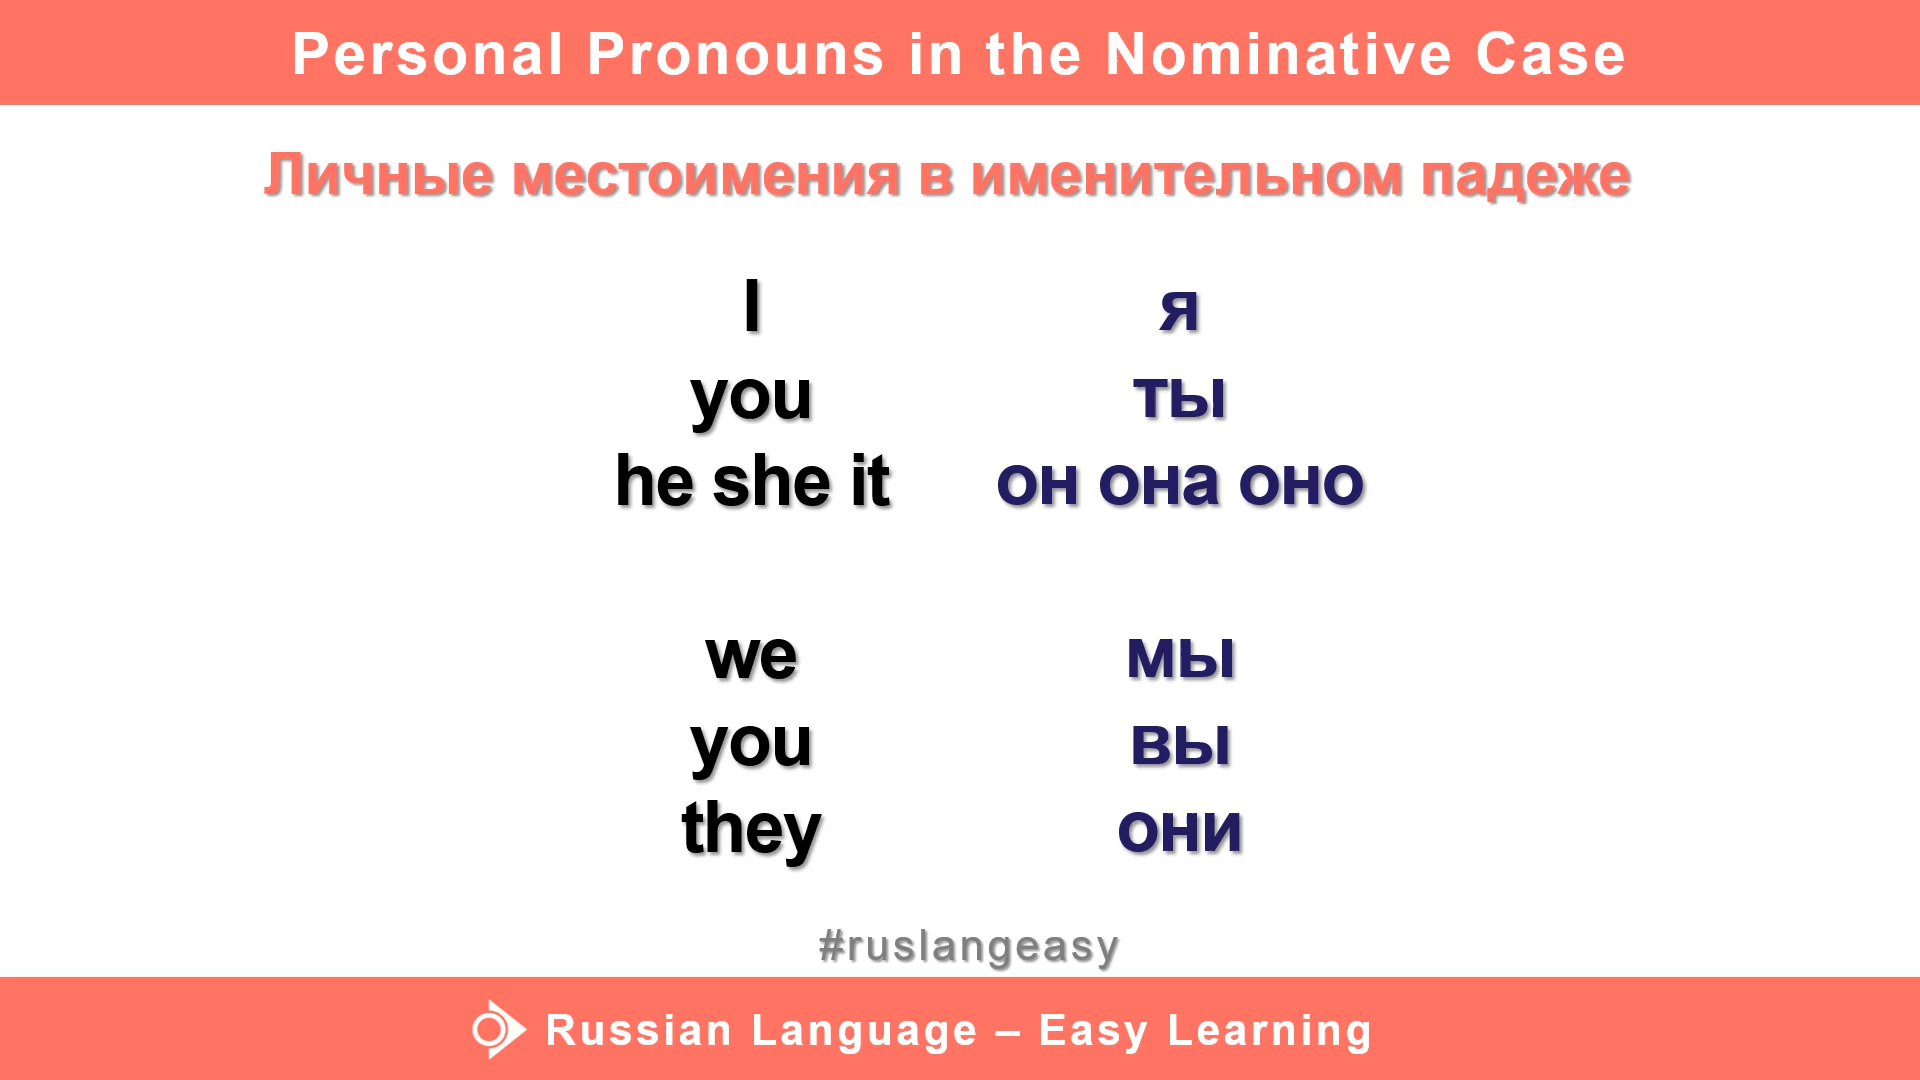 Personal Pronouns in the Nominative Case
Личные местоимения в именительном падеже
I я
you ты
he she it он она оно
we мы
you вы
they они
#ruslangeasy
Russian Language – Easy Learning